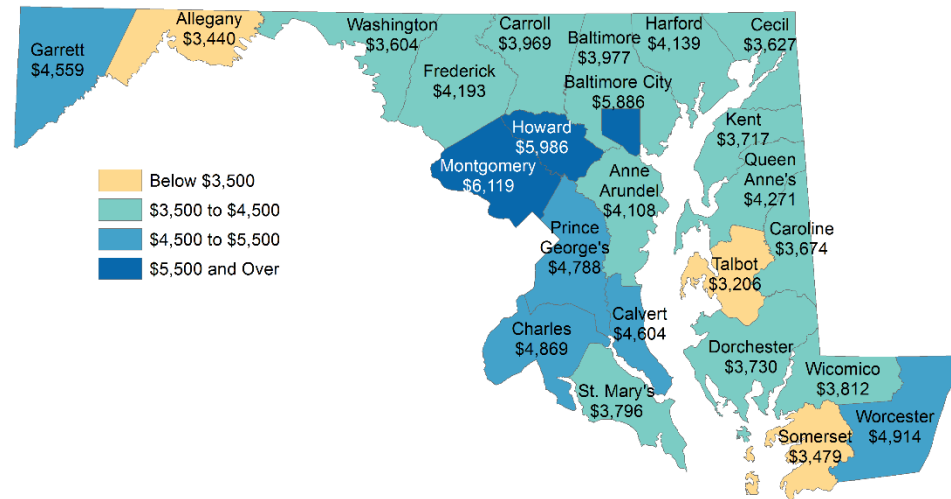 Garrett
$4,559
Allegany
$3,440
Washington
$3,604
Frederick
$4,193
Carroll
$3,969
Baltimore
$3,977
Baltimore City
$5,886
Harford
$4,139
Cecil
$3,627
Kent
$3,717
Queen
Anne's
$4,271
Howard
$5,986
Montgomery
$6,119
Anne
Arundel
$4,108
Caroline
$3,674
Talbot
$3,206
Prince
George's
$4,788
Calvert
$4,604
Charles
$4,869
St. Mary's
$3,796
Dorchester
$3,730
Wicomico
$3,812
Worcester
$4,914
Somerset
$3,479
Below $3,500
$3,500 to $4,500
$4,500 to $5,500
$5,500 and Over